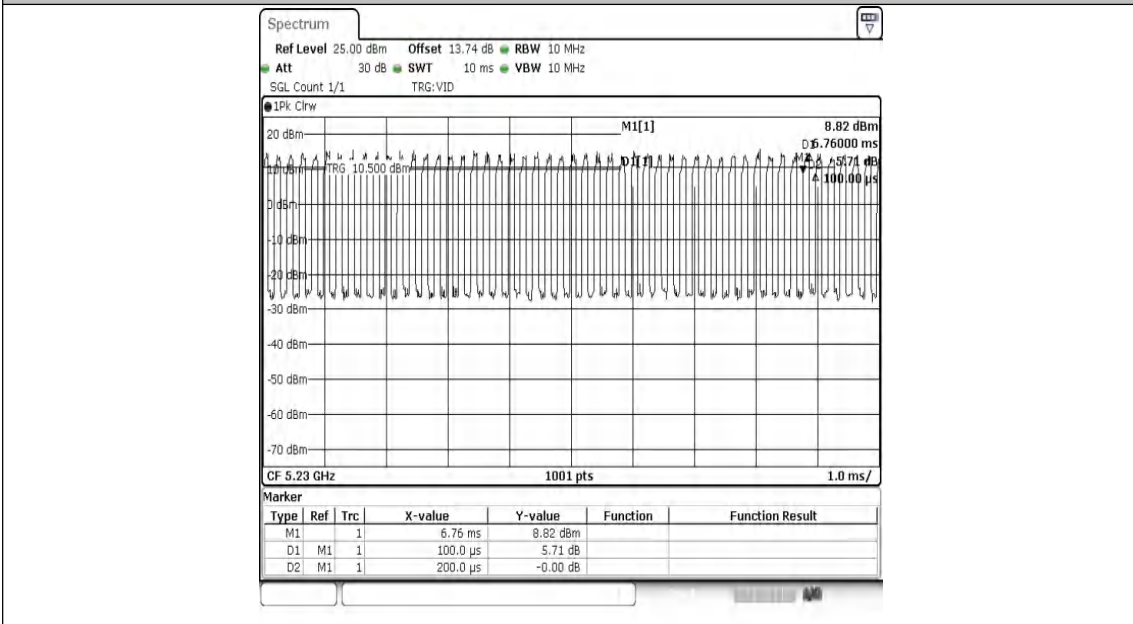 Spectrum
Ref Level 25.00 dBm Offset 13.74 dB RBW 10 MHz
Att 30 dB SWT 10 ms VBW 10 MHz
SGL Count 1/1 TRG:VID
1Pk Clrw
M1[1] 8.82 dBm
6.76000 ms
D1[1] 5.71 dB
100.00 µs
20 dBm
10 dBm
TRG 10.500 dBm
0 dBm
-10 dBm
-20 dBm
-30 dBm
-40 dBm
-50 dBm
-60 dBm
-70 dBm
CF 5.23 GHz 1001 pts 1.0 ms/
Marker
Type Ref Trc X-value Y-value Function Function Result
M1 1 6.76 ms 8.82 dBm
D1 M1 1 100.0 µs 5.71 dB
D2 M1 1 200.0 µs -0.00 dB